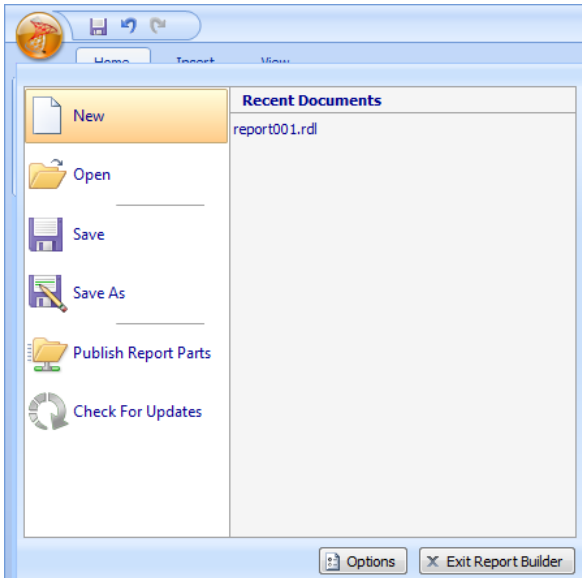 Home Insert View
New
Open
Save
Save As
Publish Report Parts
Check For Updates
Recent Documents
report001.rdl
Options
Exit Report Builder